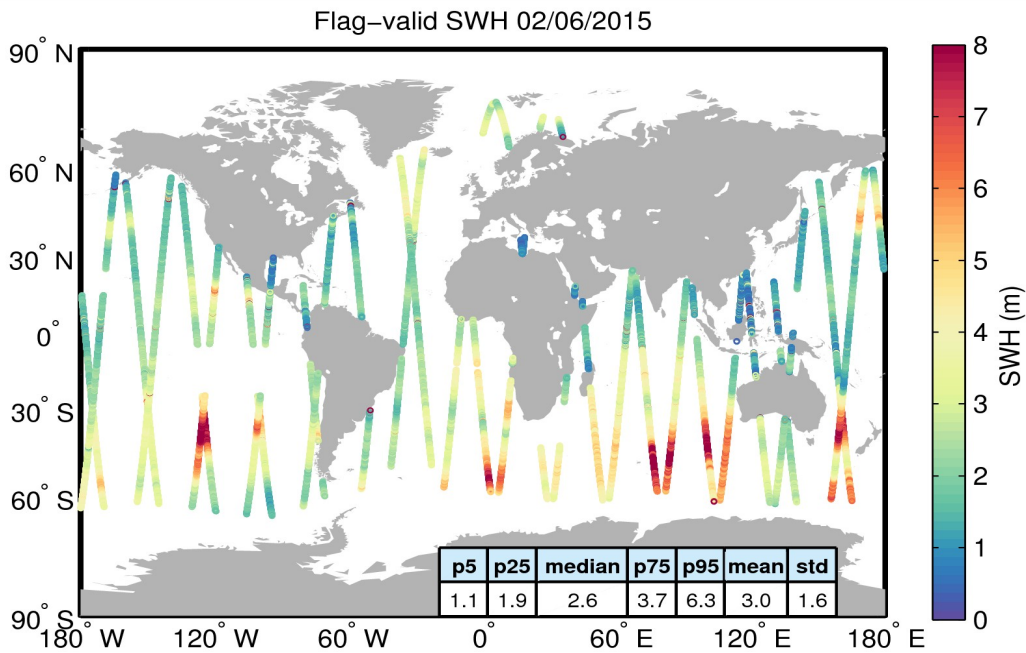 Flag−valid SWH 02/06/2015
90° N
60° N
30° N
0°
30° S
60° S
90° S
180° W
120° W
60° W
0°
60° E
120° E
180° E
p5 p25 median p75 p95 mean std
1.1 1.9 2.6 3.7 6.3 3.0 1.6
8
7
6
5
4
3
2
1
0
SWH (m)